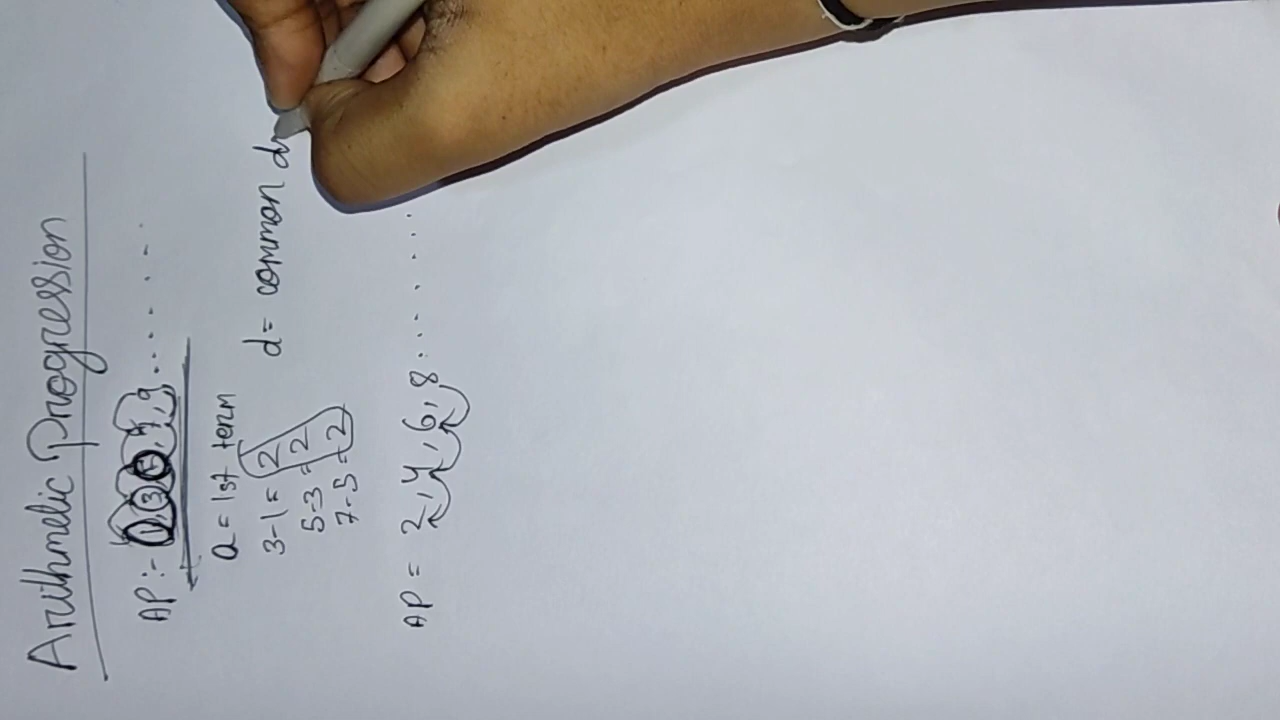 Arithmetic Progression
AP:- 1, 3, 5, 7, 9, .......
a = 1st term
3-1 = 2
d = common
5-3 = 2
7-5 = 2
AP = 2, 4, 6, 8 ........